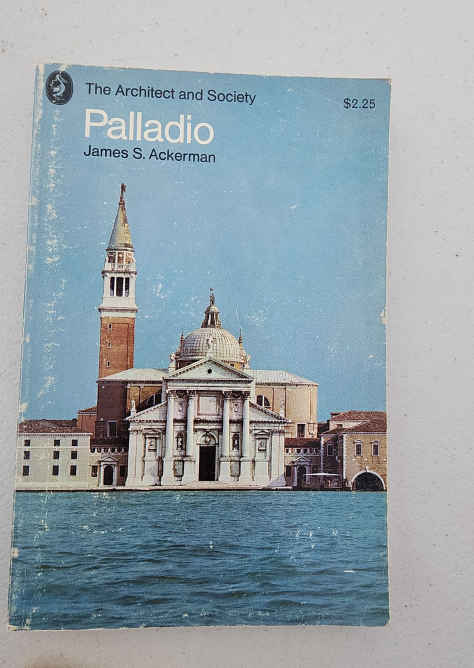 The Architect and Society
$2.25
Palladio
James S. Ackerman